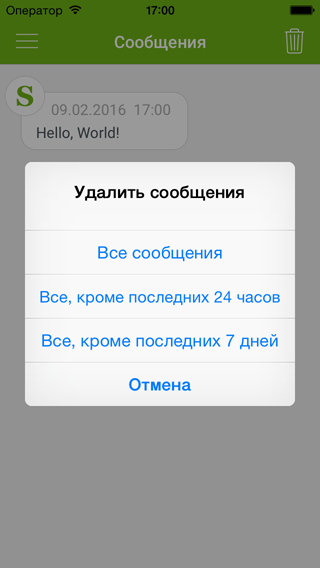 Оператор 17:00
Сообщения
S
09.02.2016 17:00
Hello, World!
Удалить сообщения
Все сообщения
Все, кроме последних 24 часов
Все, кроме последних 7 дней
Отмена